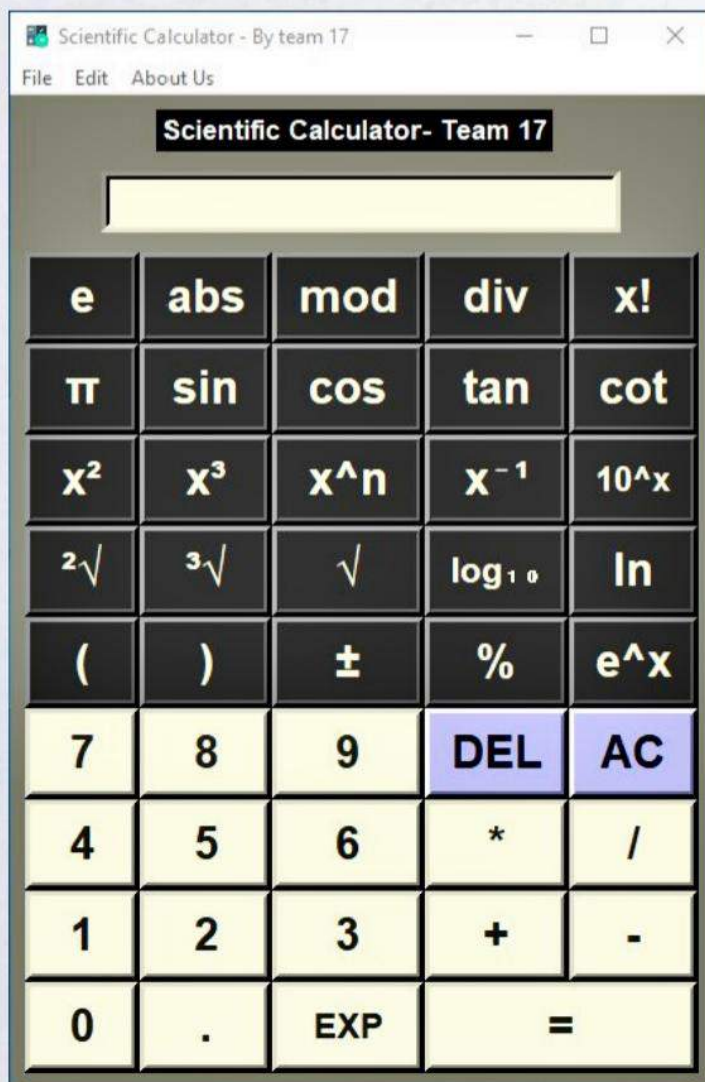 Scientific Calculator - By team 17
File Edit About Us
Scientific Calculator- Team 17
e abs mod div x!
π sin cos tan cot
x² x³ x^n x⁻¹ 10^x
²√ ³√ √ log₁₀ ln
( ) ± % e^x
7 8 9 DEL AC
4 5 6 * /
1 2 3 + -
0 . EXP =